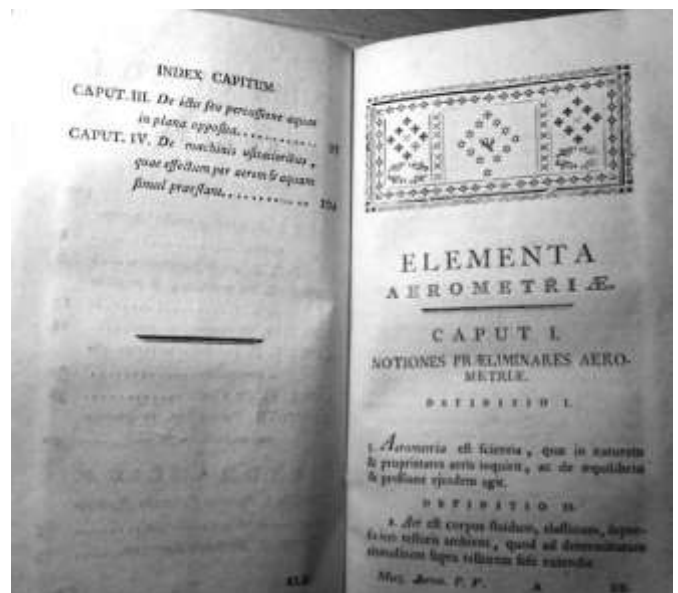 INDEX CAPITUM.
CAPUT. III. De ictu seu percussione aquae
in plana opposita............ 91
CAPUT. IV. De machinis
quae effectum per aerem & aquam
simul praestant............
ELEMENTA
AEROMETRIÆ.
CAPUT I.
NOTIONES PRÆLIMINARES AERO-
METRIÆ.
DEFINITIO I.
1. Aerometria est scientia, quae in naturam
& proprietates aeris inquirit, ac de aequilibrio
& pressione ejusdem agit.
DEFINITIO II.
2. Aer est corpus fluidum, elasticum, super-
ficiem telluris ambiens, quod ad determinatam
altitudinem supra tellurem sese extendit
A